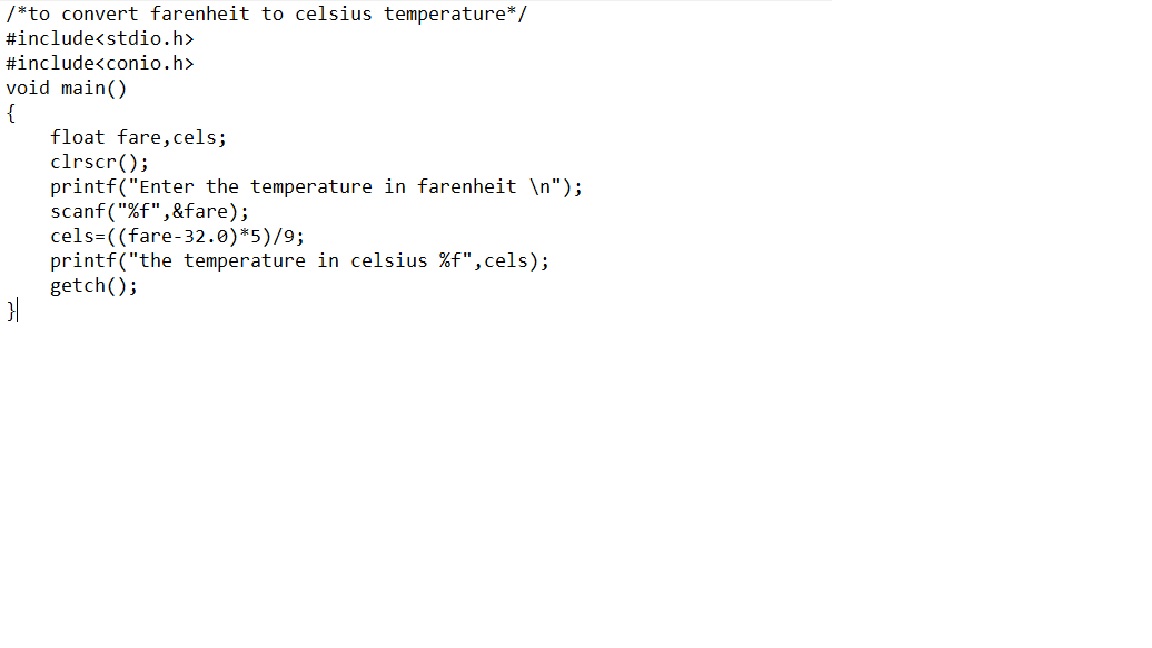 /*to convert farenheit to celsius temperature*/
#include<stdio.h>
#include<conio.h>
void main()
{
    float fare,cels;
    clrscr();
    printf("Enter the temperature in farenheit \n");
    scanf("%f",&fare);
    cels=((fare-32.0)*5)/9;
    printf("the temperature in celsius %f",cels);
    getch();
}